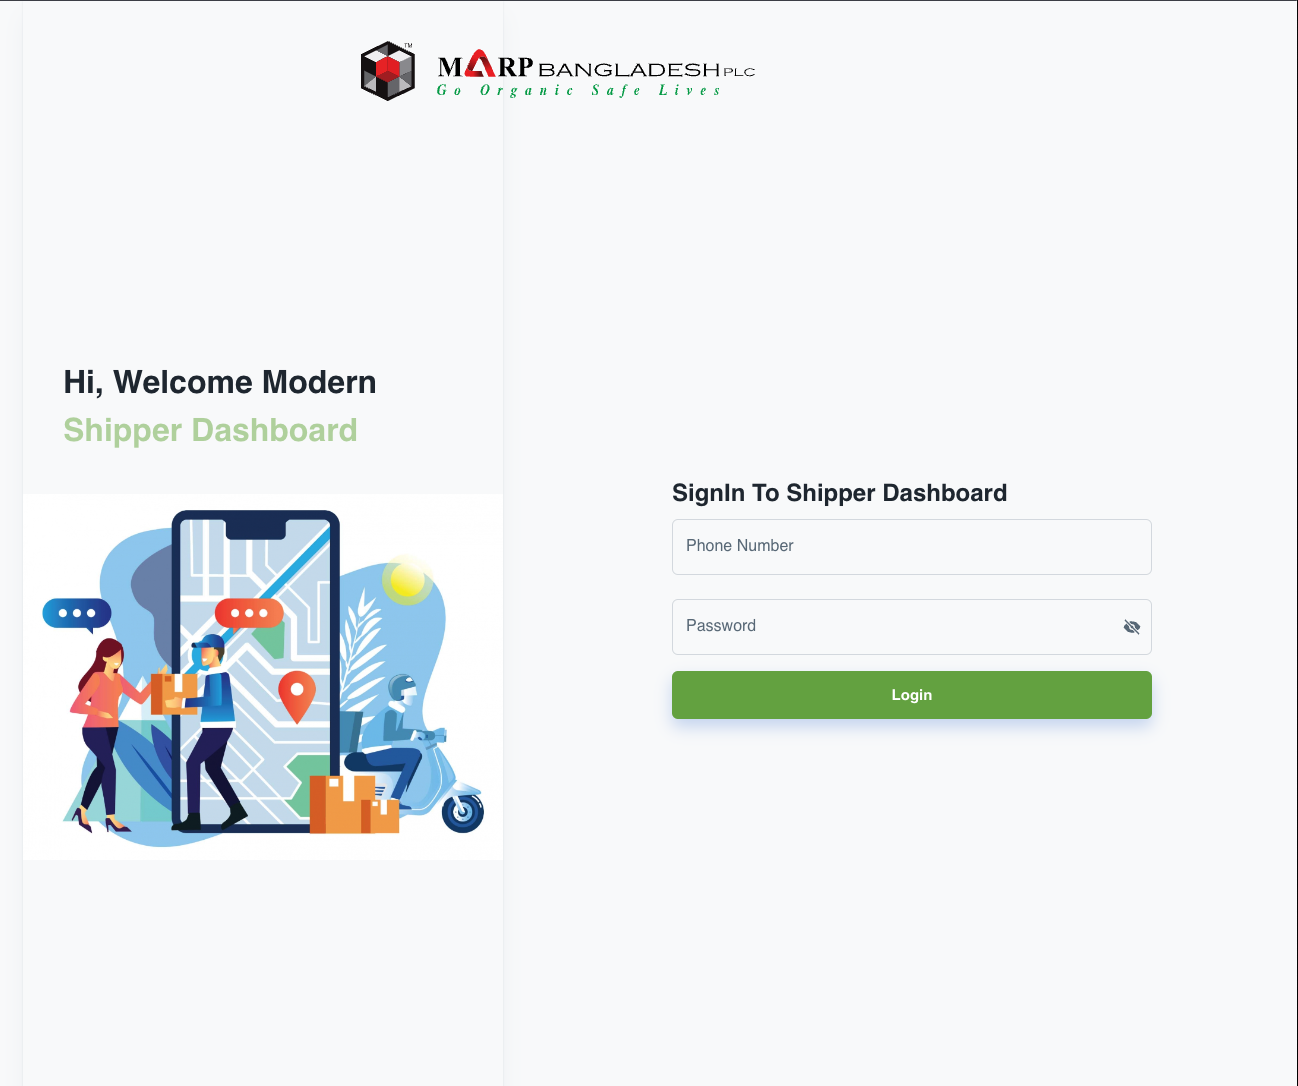 TM
MARP BANGLADESH PLC
Go Organic Safe Lives
Hi, Welcome Modern
Shipper Dashboard
SignIn To Shipper Dashboard
Phone Number
Password
Login